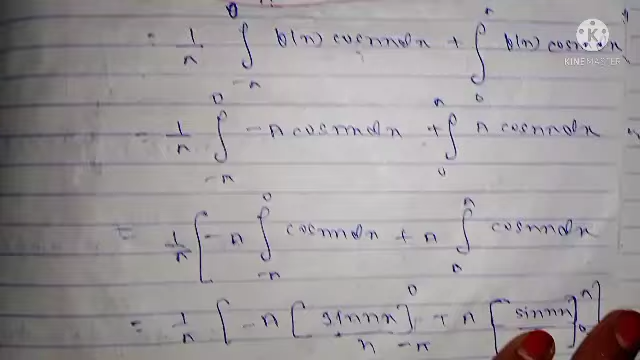 = 1/π ∫_{-π}^{0} f(x) cos nx dx + ∫_{0}^{π} f(x) cos nx dx
KINEMASTER
= 1/π ∫_{-π}^{0} -π cos nx dx + ∫_{0}^{π} π cos nx dx
= 1/π [ -π ∫_{-π}^{0} cos nx dx + π ∫_{0}^{π} cos nx dx
= 1/π [ -π [ sin nx / n ]_{-π}^{0} + π [ sin nx ]_{0}^{π} ]